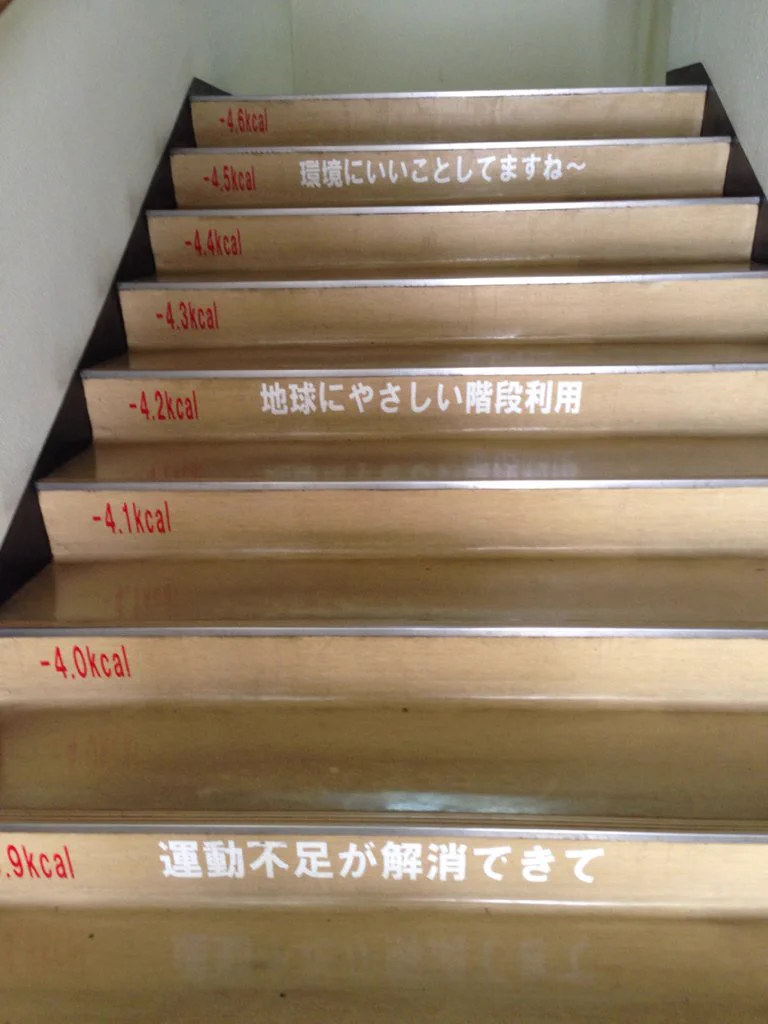 -4.6kcal
-4.5kcal 環境にいいことしてますね～
-4.4kcal
-4.3kcal
-4.2kcal 地球にやさしい階段利用
-4.1kcal
-4.0kcal
.9kcal 運動不足が解消できて